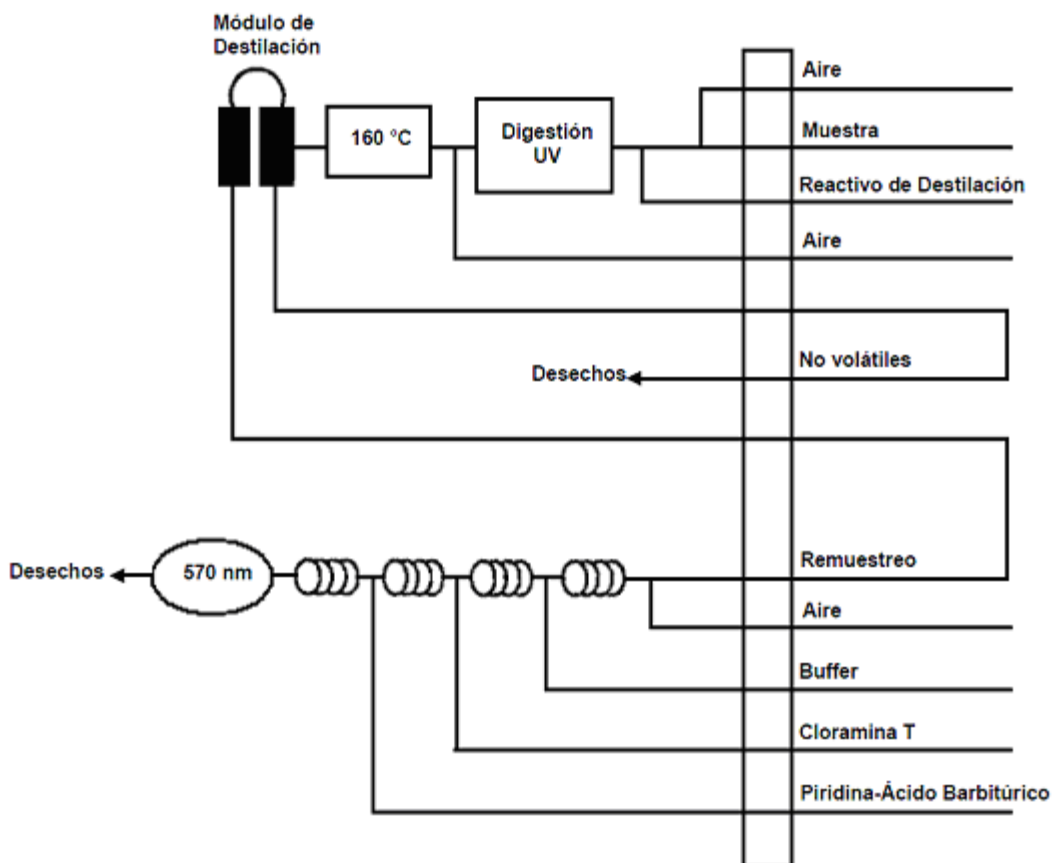 Módulo de
Destilación
Aire
160 °C
Digestión
UV
Muestra
Reactivo de Destilación
Aire
No volátiles
Desechos
Remuestreo
Desechos
570 nm
Aire
Buffer
Cloramina T
Piridina-Ácido Barbitúrico